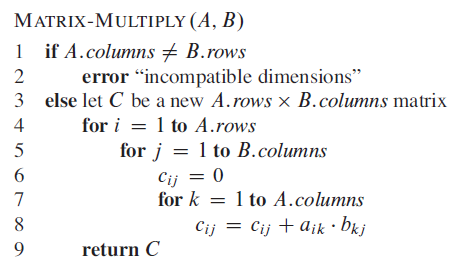 MATRIX-MULTIPLY(A, B)
1 if A.columns ≠ B.rows
2 error “incompatible dimensions”
3 else let C be a new A.rows × B.columns matrix
4 for i = 1 to A.rows
5 for j = 1 to B.columns
6 cij = 0
7 for k = 1 to A.columns
8 cij = cij + aik · bkj
9 return C